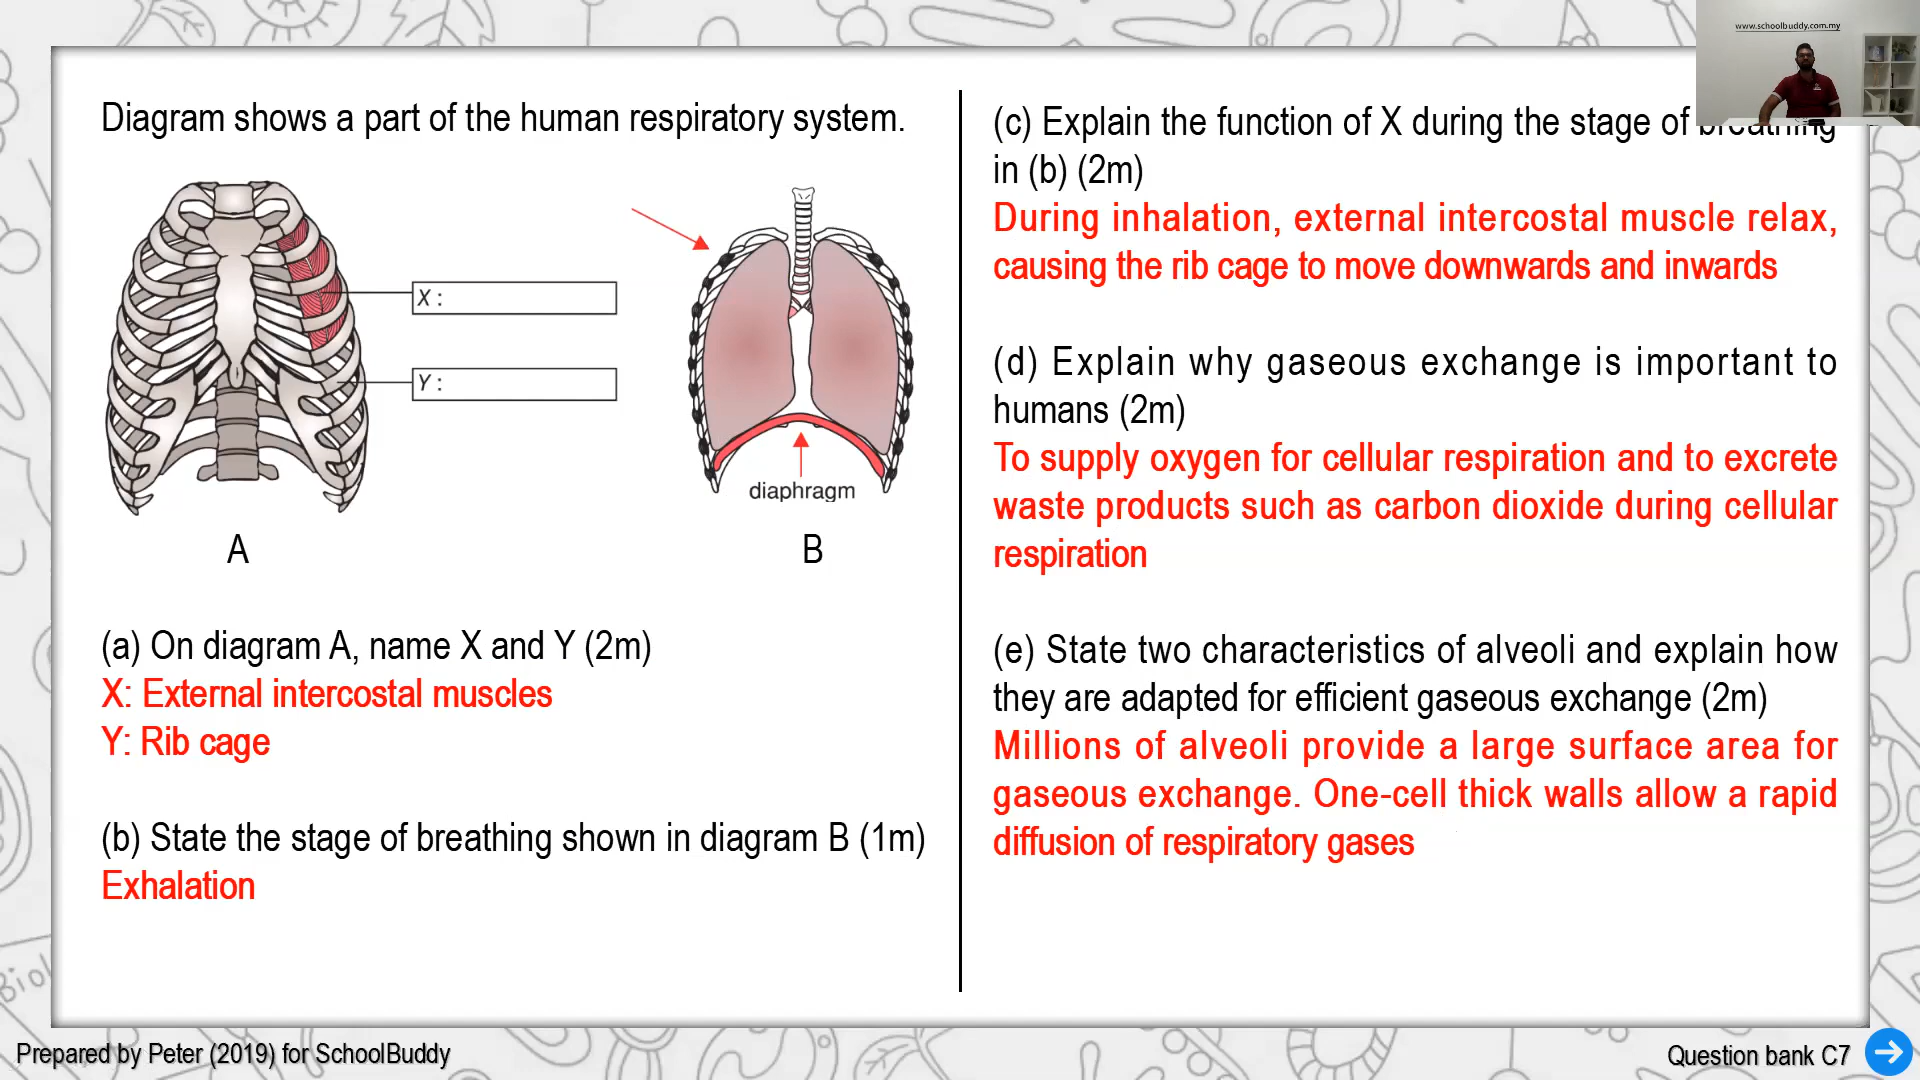 www.schoolbuddy.com.my
Diagram shows a part of the human respiratory system.
X :
Y :
diaphragm
A
B
(a) On diagram A, name X and Y (2m)
X: External intercostal muscles
Y: Rib cage
(b) State the stage of breathing shown in diagram B (1m)
Exhalation
(c) Explain the function of X during the stage of breathing
in (b) (2m)
During inhalation, external intercostal muscle relax,
causing the rib cage to move downwards and inwards
(d) Explain why gaseous exchange is important to
humans (2m)
To supply oxygen for cellular respiration and to excrete
waste products such as carbon dioxide during cellular
respiration
(e) State two characteristics of alveoli and explain how
they are adapted for efficient gaseous exchange (2m)
Millions of alveoli provide a large surface area for
gaseous exchange. One-cell thick walls allow a rapid
diffusion of respiratory gases
Biol
Prepared by Peter (2019) for SchoolBuddy
Question bank C7